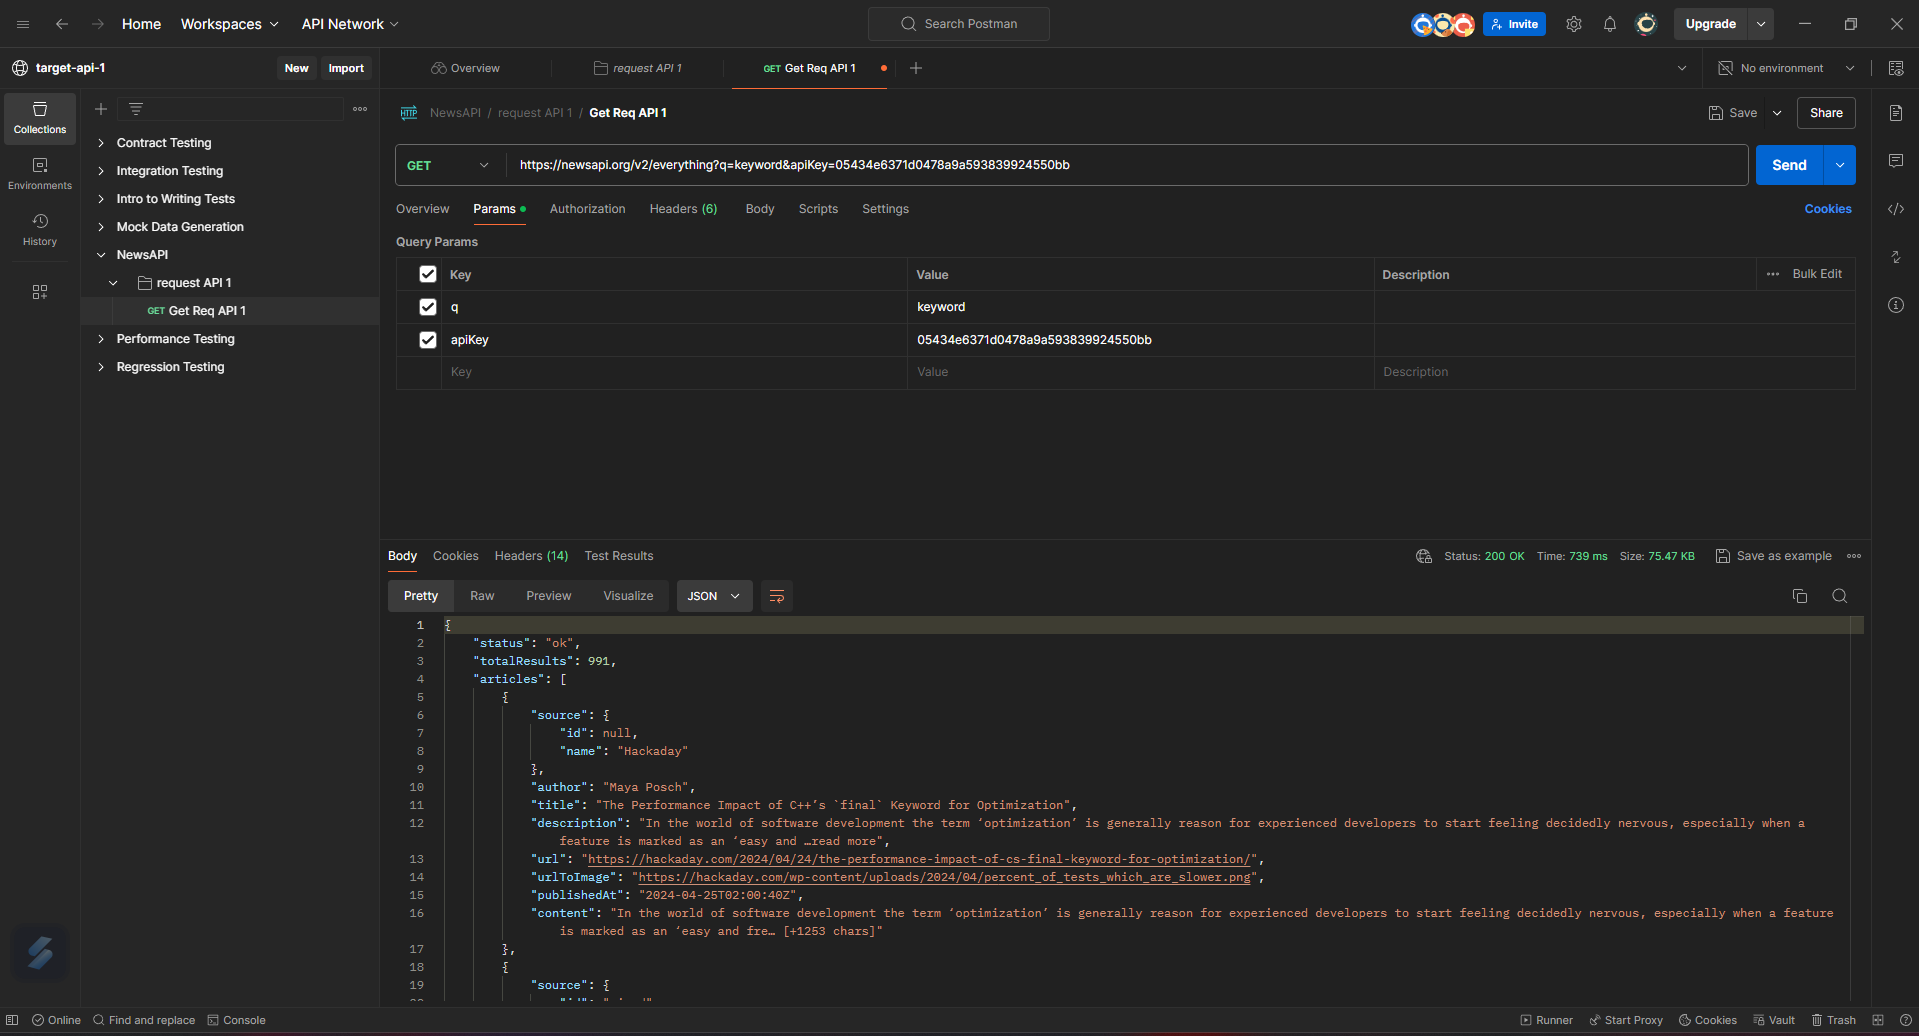 Home Workspaces API Network Search Postman Invite Upgrade
target-api-1 New Import Overview request API 1 GET Get Req API 1 No environment
Collections
Environments
History
Contract Testing
Integration Testing
Intro to Writing Tests
Mock Data Generation
NewsAPI
request API 1
GET Get Req API 1
Performance Testing
Regression Testing
HTTP NewsAPI / request API 1 / Get Req API 1 Save Share
GET https://newsapi.org/v2/everything?q=keyword&apiKey=05434e6371d0478a9a593839924550bb Send
Overview Params Authorization Headers (6) Body Scripts Settings Cookies
Query Params
Key Value Description Bulk Edit
q keyword
apiKey 05434e6371d0478a9a593839924550bb
Key Value Description
Body Cookies Headers (14) Test Results Status: 200 OK Time: 739 ms Size: 75.47 KB Save as example
Pretty Raw Preview Visualize JSON
1 {
2 "status": "ok",
3 "totalResults": 991,
4 "articles": [
5 {
6 "source": {
7 "id": null,
8 "name": "Hackaday"
9 },
10 "author": "Maya Posch",
11 "title": "The Performance Impact of C++’s `final` Keyword for Optimization",
12 "description": "In the world of software development the term ‘optimization’ is generally reason for experienced developers to start feeling decidedly nervous, especially when a
feature is marked as an ‘easy and …read more",
13 "url": "https://hackaday.com/2024/04/24/the-performance-impact-of-cs-final-keyword-for-optimization/",
14 "urlToImage": "https://hackaday.com/wp-content/uploads/2024/04/percent_of_tests_which_are_slower.png",
15 "publishedAt": "2024-04-25T02:00:40Z",
16 "content": "In the world of software development the term ‘optimization’ is generally reason for experienced developers to start feeling decidedly nervous, especially when a feature
is marked as an ‘easy and fre… [+1253 chars]"
17 },
18 {
19 "source": {
Online Find and replace Console Runner Start Proxy Cookies Vault Trash